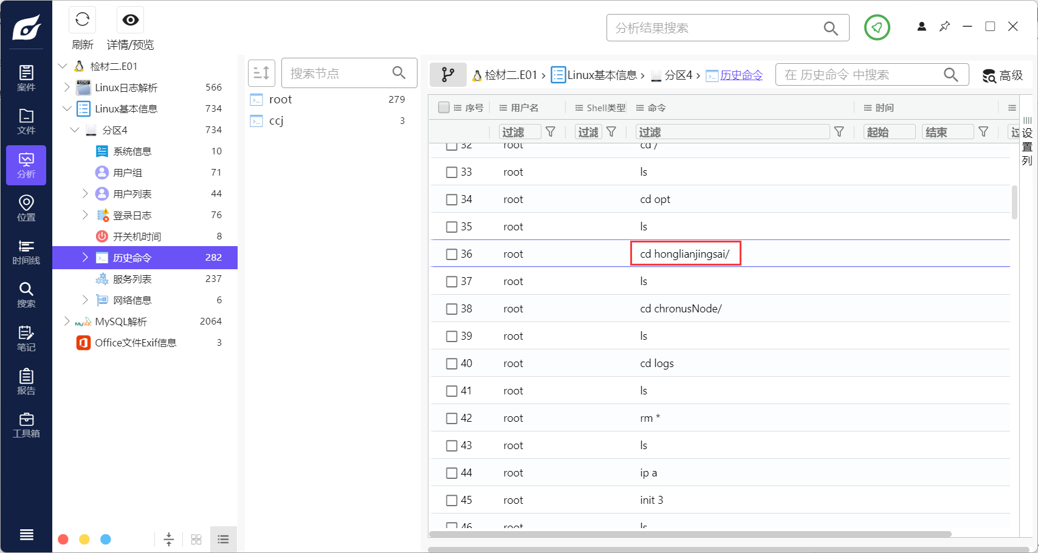 刷新
详情/预览
分析结果搜索
案件
文件
分析
位置
时间线
搜索
笔记
报告
工具箱
检材二.E01
Linux日志解析 566
Linux基本信息 734
分区4 734
系统信息 10
用户组 71
用户列表 44
登录日志 76
开关机时间 8
历史命令 282
服务列表 237
网络信息 6
MySQL解析 2064
Office文件Exif信息 3
搜索节点
root 279
ccj 3
检材二.E01 › Linux基本信息 › 分区4 › 历史命令
在 历史命令 中搜索
高级
序号 用户名 Shell类型 命令 时间
过滤 过滤 过滤 起始 结束 过
设置列
32 root cd /
33 root ls
34 root cd opt
35 root ls
36 root cd honglianjingsai/
37 root ls
38 root cd chronusNode/
39 root ls
40 root cd logs
41 root ls
42 root rm *
43 root ls
44 root ip a
45 root init 3
46 root ls